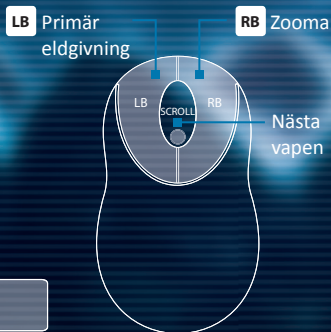 LB Primär
eldgivning
RB Zooma
LB
SCROLL
RB
Nästa
vapen